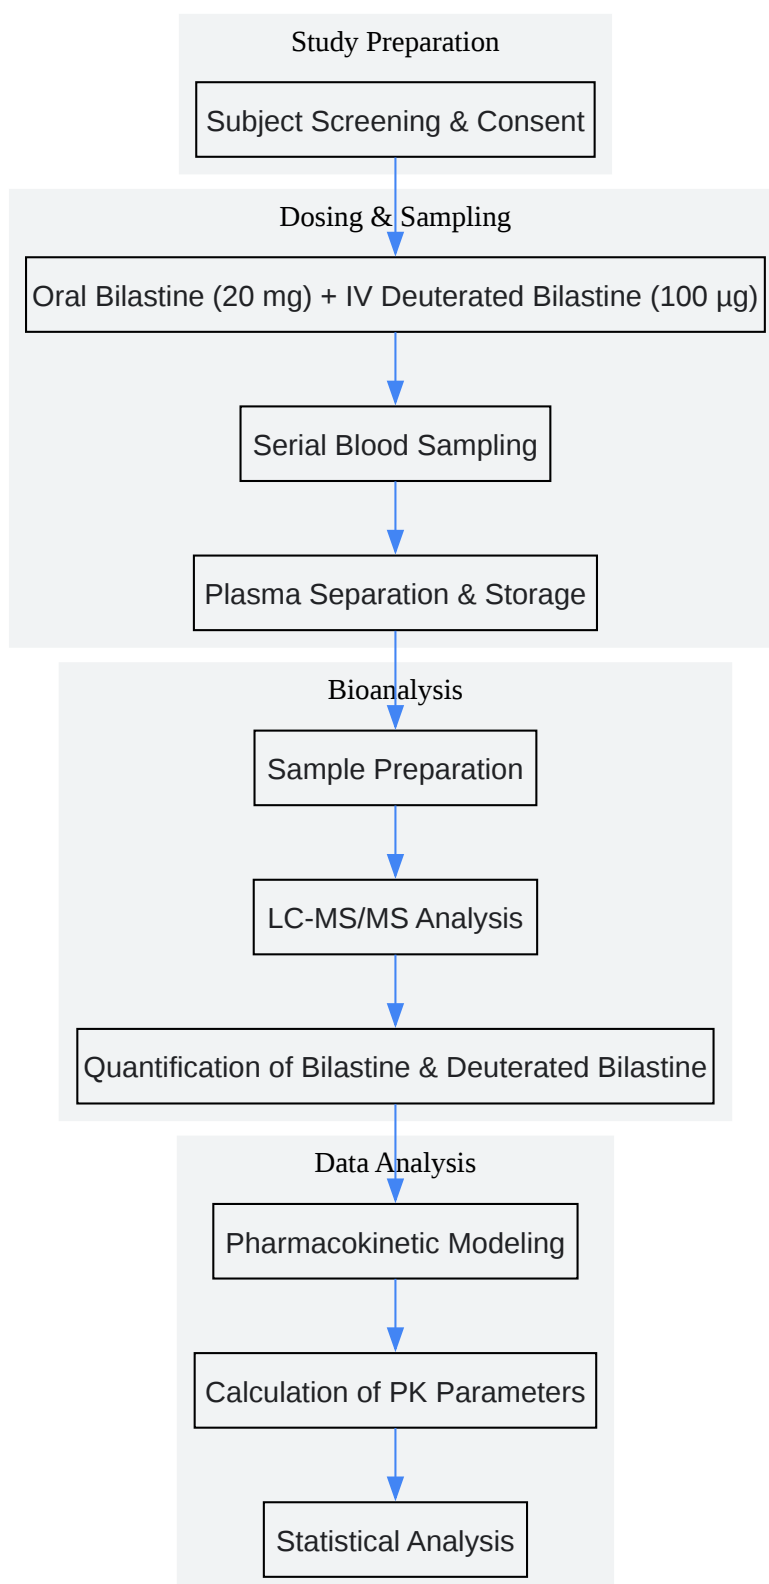 Study Preparation
Subject Screening & Consent
Dosing & Sampling
Oral Bilastine (20 mg) + IV Deuterated Bilastine (100 µg)
Serial Blood Sampling
Plasma Separation & Storage
Bioanalysis
Sample Preparation
LC-MS/MS Analysis
Quantification of Bilastine & Deuterated Bilastine
Data Analysis
Pharmacokinetic Modeling
Calculation of PK Parameters
Statistical Analysis